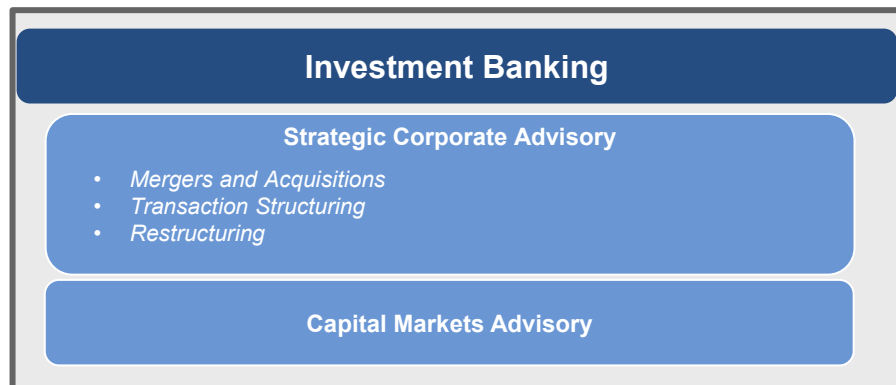 Investment Banking
Strategic Corporate Advisory
• Mergers and Acquisitions
• Transaction Structuring
• Restructuring
Capital Markets Advisory